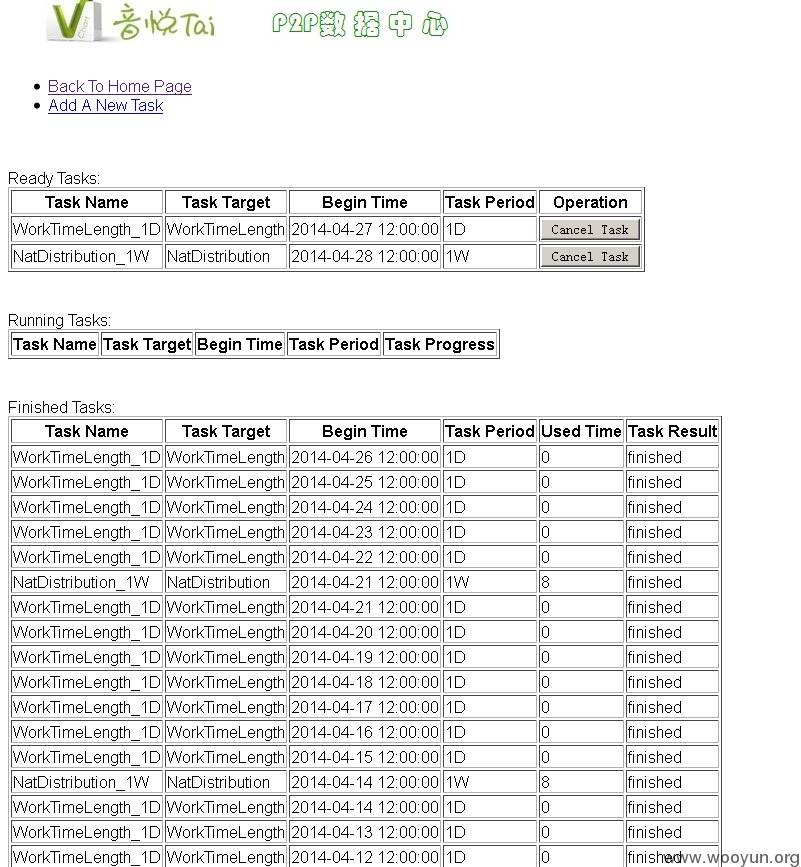 V Chart 音悦Tai P2P数据中心
Back To Home Page
Add A New Task
Ready Tasks:
Task Name Task Target Begin Time Task Period Operation
WorkTimeLength_1D WorkTimeLength 2014-04-27 12:00:00 1D Cancel Task
NatDistribution_1W NatDistribution 2014-04-28 12:00:00 1W Cancel Task
Running Tasks:
Task Name Task Target Begin Time Task Period Task Progress
Finished Tasks:
Task Name Task Target Begin Time Task Period Used Time Task Result
WorkTimeLength_1D WorkTimeLength 2014-04-26 12:00:00 1D 0 finished
WorkTimeLength_1D WorkTimeLength 2014-04-25 12:00:00 1D 0 finished
WorkTimeLength_1D WorkTimeLength 2014-04-24 12:00:00 1D 0 finished
WorkTimeLength_1D WorkTimeLength 2014-04-23 12:00:00 1D 0 finished
WorkTimeLength_1D WorkTimeLength 2014-04-22 12:00:00 1D 0 finished
NatDistribution_1W NatDistribution 2014-04-21 12:00:00 1W 8 finished
WorkTimeLength_1D WorkTimeLength 2014-04-21 12:00:00 1D 0 finished
WorkTimeLength_1D WorkTimeLength 2014-04-20 12:00:00 1D 0 finished
WorkTimeLength_1D WorkTimeLength 2014-04-19 12:00:00 1D 0 finished
WorkTimeLength_1D WorkTimeLength 2014-04-18 12:00:00 1D 0 finished
WorkTimeLength_1D WorkTimeLength 2014-04-17 12:00:00 1D 0 finished
WorkTimeLength_1D WorkTimeLength 2014-04-16 12:00:00 1D 0 finished
WorkTimeLength_1D WorkTimeLength 2014-04-15 12:00:00 1D 0 finished
NatDistribution_1W NatDistribution 2014-04-14 12:00:00 1W 8 finished
WorkTimeLength_1D WorkTimeLength 2014-04-14 12:00:00 1D 0 finished
WorkTimeLength_1D WorkTimeLength 2014-04-13 12:00:00 1D 0 finished
WorkTimeLength_1D WorkTimeLength 2014-04-12 12:00:00 1D 0 finished
www.wooyun.org